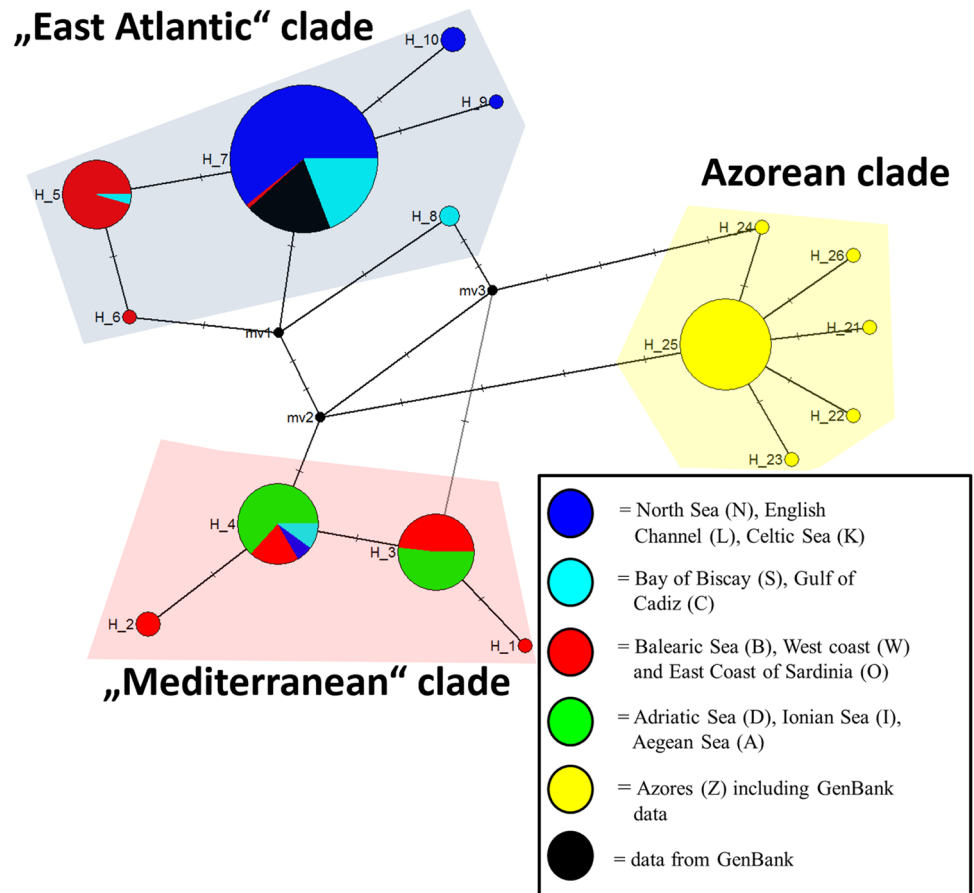 „East Atlantic“ clade
H_10
H_9
H_7
H_5
H_8
H_6
mv1
mv3
mv2
Azorean clade
H_24
H_26
H_21
H_25
H_22
H_23
H_4
H_3
H_2
H_1
„Mediterranean“ clade
= North Sea (N), English
Channel (L), Celtic Sea (K)
= Bay of Biscay (S), Gulf of
Cadiz (C)
= Balearic Sea (B), West coast (W)
and East Coast of Sardinia (O)
= Adriatic Sea (D), Ionian Sea (I),
Aegean Sea (A)
= Azores (Z) including GenBank
data
= data from GenBank